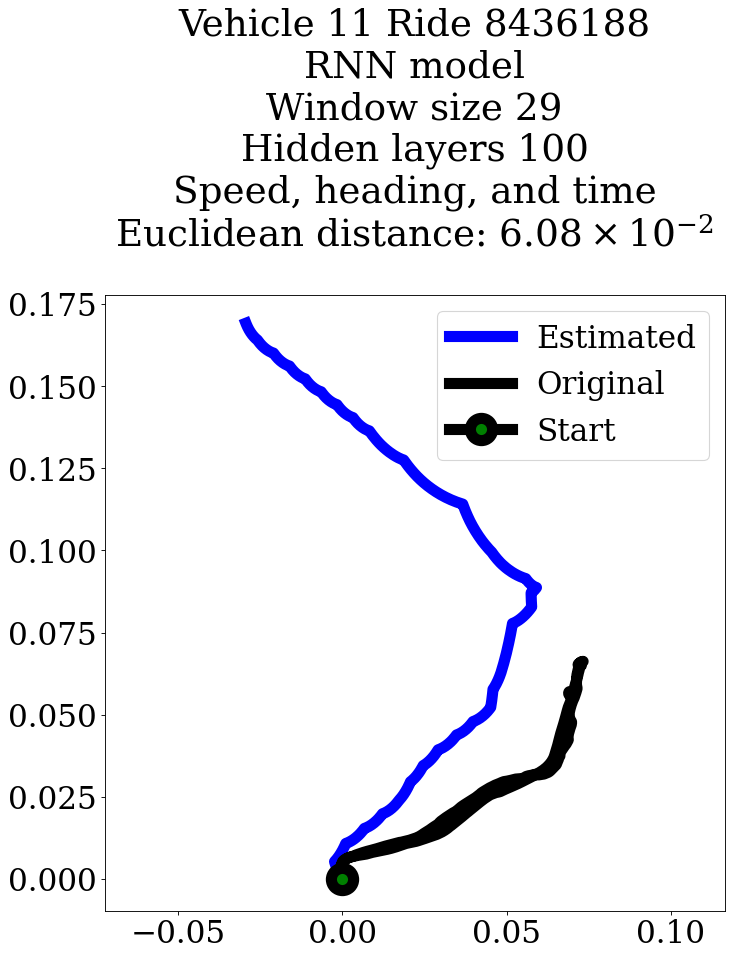 Vehicle 11 Ride 8436188
RNN model
Window size 29
Hidden layers 100
Speed, heading, and time
Euclidean distance: 6.08 × 10⁻²
0.175
0.150
0.125
0.100
0.075
0.050
0.025
0.000
Estimated
Original
Start
−0.05 0.00 0.05 0.10